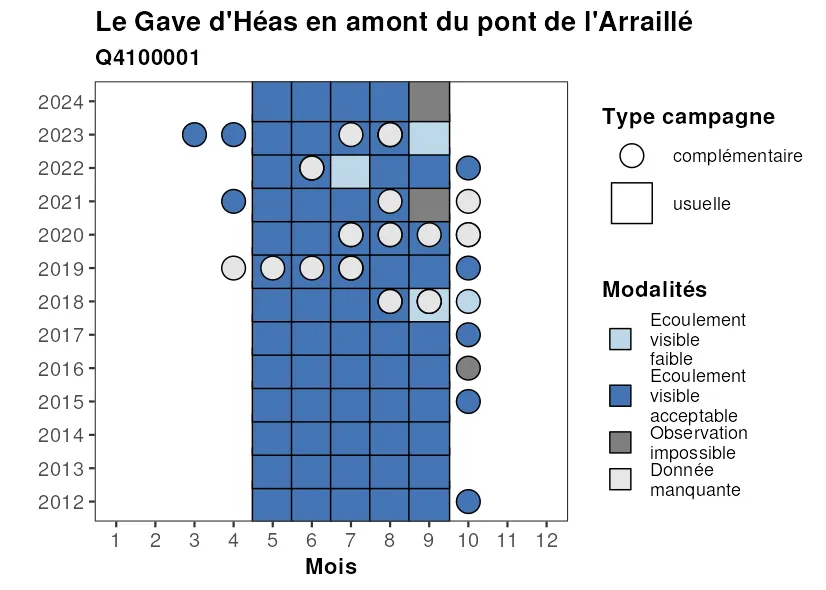 Le Gave d'Héas en amont du pont de l'Arraillé
Q4100001
2024
2023
2022
2021
2020
2019
2018
2017
2016
2015
2014
2013
2012
1 2 3 4 5 6 7 8 9 10 11 12
Mois
Type campagne
complémentaire
usuelle
Modalités
Ecoulement
visible
faible
Ecoulement
visible
acceptable
Observation
impossible
Donnée
manquante